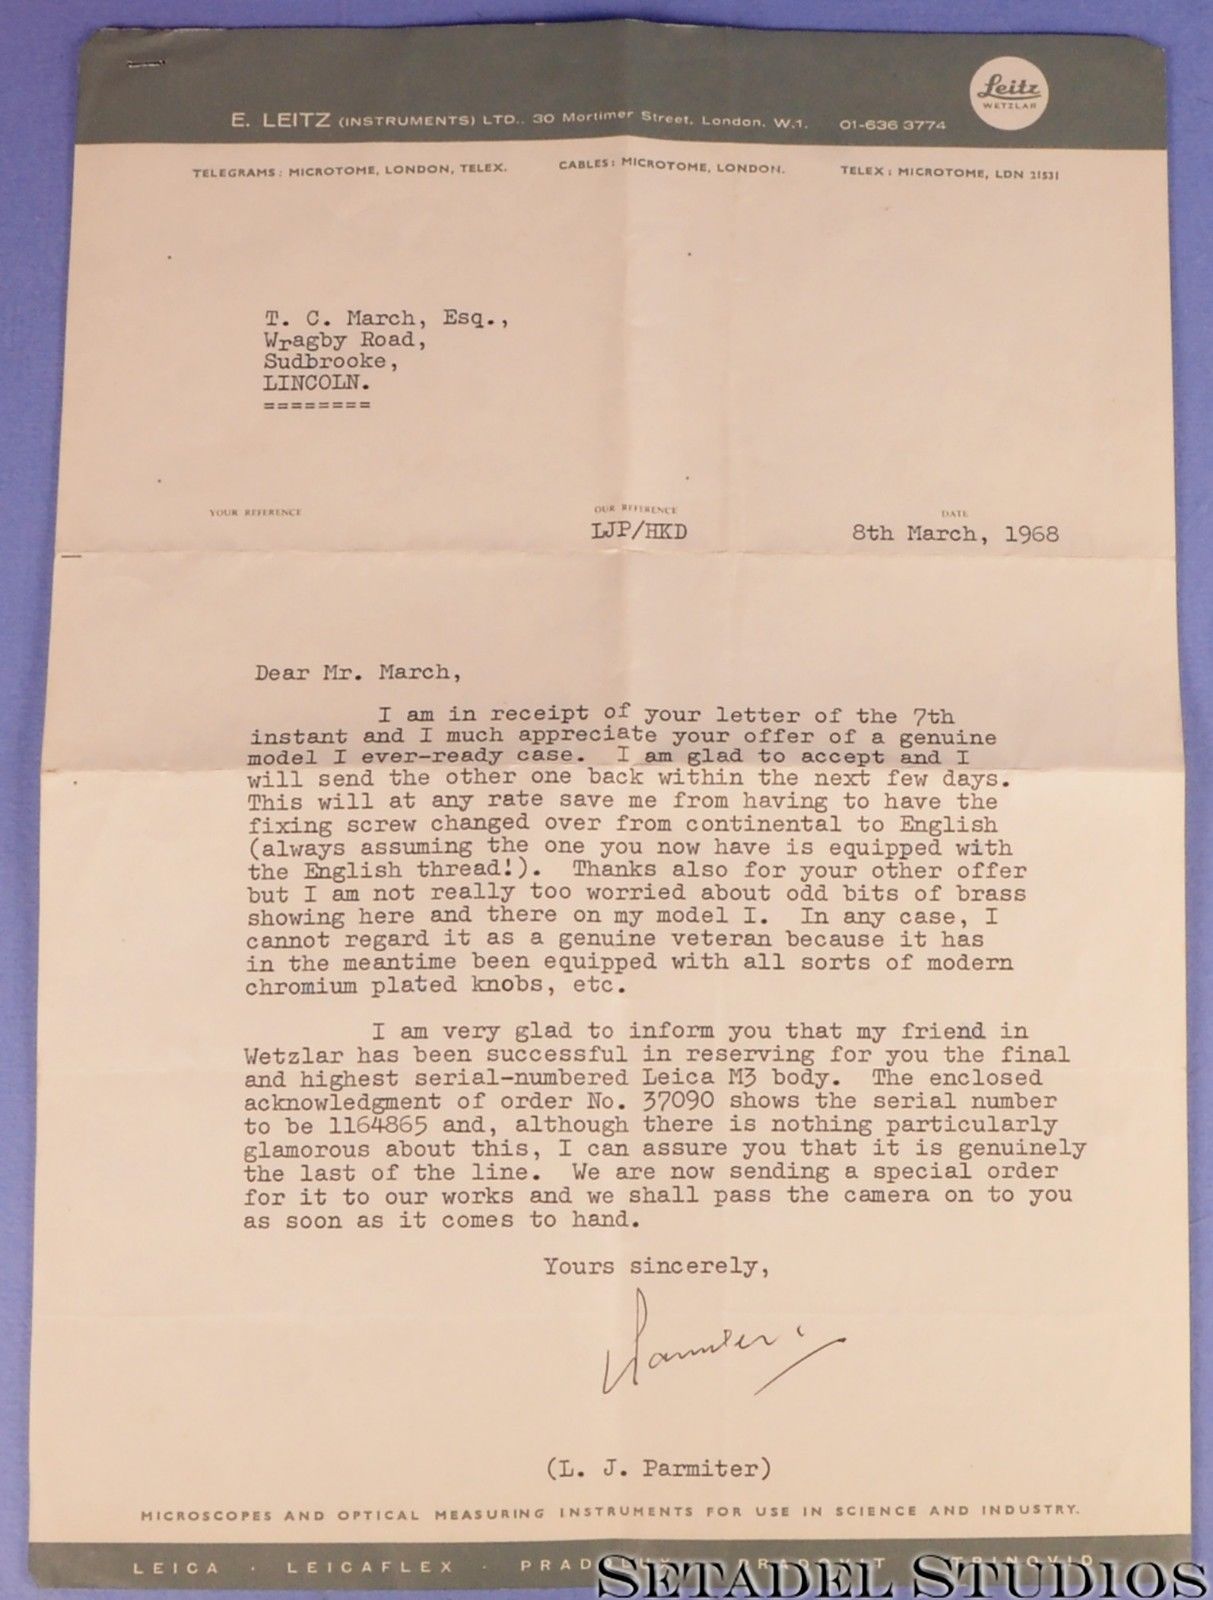 Leitz
WETZLAR
E. LEITZ (INSTRUMENTS) LTD., 30 Mortimer Street, London, W.1. 01-636 3774
TELEGRAMS: MICROTOME, LONDON, TELEX. CABLES: MICROTOME, LONDON. TELEX: MICROTOME, LDN 21531
T. C. March, Esq.,
Wragby Road,
Sudbrooke,
LINCOLN.
========
YOUR REFERENCE OUR REFERENCE DATE
LJP/HKD 8th March, 1968
Dear Mr. March,
I am in receipt of your letter of the 7th
instant and I much appreciate your offer of a genuine
model I ever-ready case. I am glad to accept and I
will send the other one back within the next few days.
This will at any rate save me from having to have the
fixing screw changed over from continental to English
(always assuming the one you now have is equipped with
the English thread!). Thanks also for your other offer
but I am not really too worried about odd bits of brass
showing here and there on my model I. In any case, I
cannot regard it as a genuine veteran because it has
in the meantime been equipped with all sorts of modern
chromium plated knobs, etc.
I am very glad to inform you that my friend in
Wetzlar has been successful in reserving for you the final
and highest serial-numbered Leica M3 body. The enclosed
acknowledgment of order No. 37090 shows the serial number
to be 1164865 and, although there is nothing particularly
glamorous about this, I can assure you that it is genuinely
the last of the line. We are now sending a special order
for it to our works and we shall pass the camera on to you
as soon as it comes to hand.
Yours sincerely,
Parmiter
(L. J. Parmiter)
MICROSCOPES AND OPTICAL MEASURING INSTRUMENTS FOR USE IN SCIENCE AND INDUSTRY.
LEICA · LEICAFLEX · PRADOLUX · PRADOVIT · TRINOVID
SETADEL STUDIOS